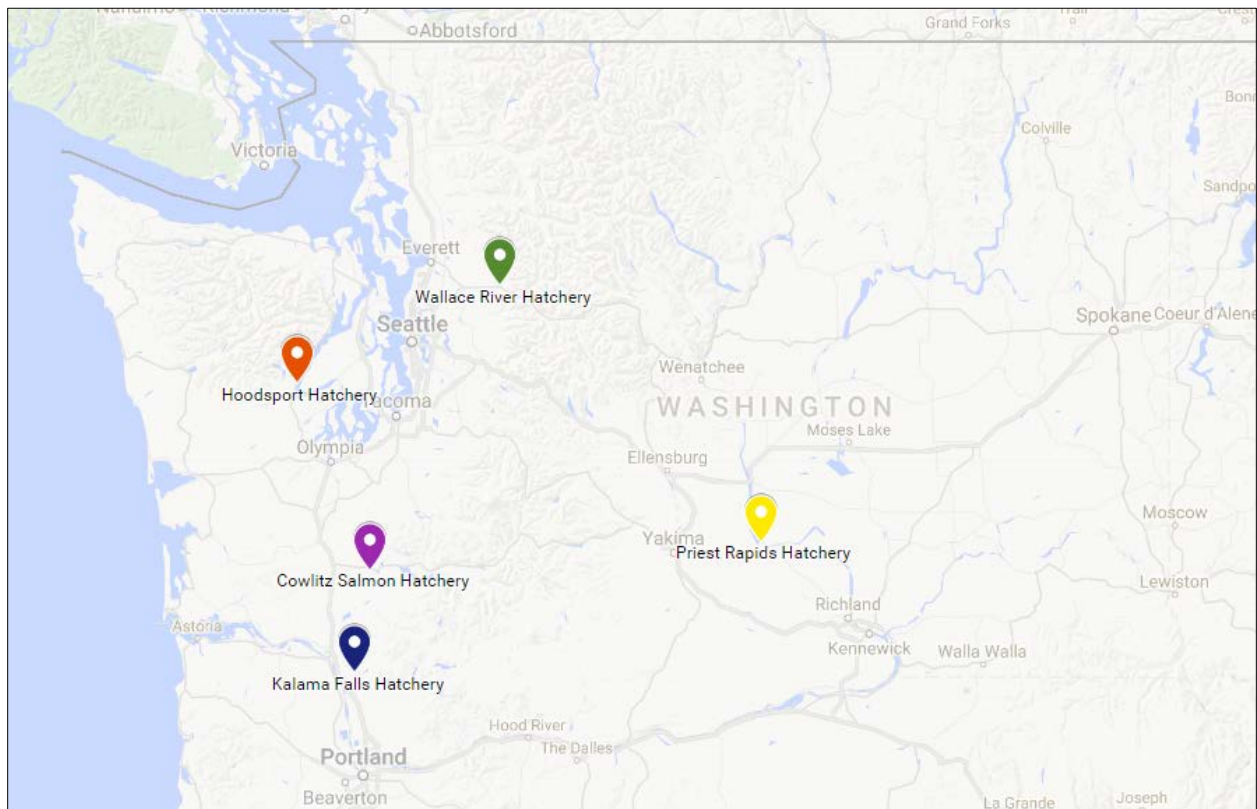 Abbotsford
Grand Forks
Victoria
Colville
Everett
Wallace River Hatchery
Seattle
Spokane
Coeur d'Alene
Hoodsport Hatchery
Tacoma
Wenatchee
WASHINGTON
Moses Lake
Olympia
Ellensburg
Moscow
Yakima
Priest Rapids Hatchery
Cowlitz Salmon Hatchery
Lewiston
Richland
Astoria
Kennewick
Walla Walla
Kalama Falls Hatchery
Hood River
The Dalles
Portland
Beaverton
La Grande
Joseph